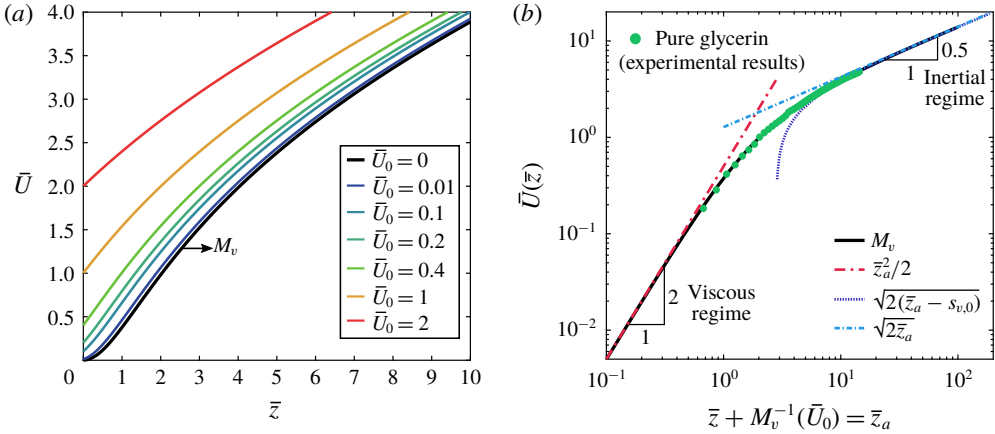 (a)
4.0
3.5
3.0
2.5
2.0
1.5
1.0
0.5
0
1
2
3
4
5
6
7
8
9
10
Ū
z̄
M_v
Ū_0 = 0
Ū_0 = 0.01
Ū_0 = 0.1
Ū_0 = 0.2
Ū_0 = 0.4
Ū_0 = 1
Ū_0 = 2
(b)
10^1
10^0
10^{-1}
10^{-2}
10^{-1}
10^0
10^1
10^2
Ū(z̄)
z̄ + M_v^{-1}(Ū_0) = z̄_a
Pure glycerin
(experimental results)
0.5
1
Inertial
regime
2
1
Viscous
regime
M_v
z̄_a^2/2
√2(z̄_a − s_{v,0})
√2z̄_a